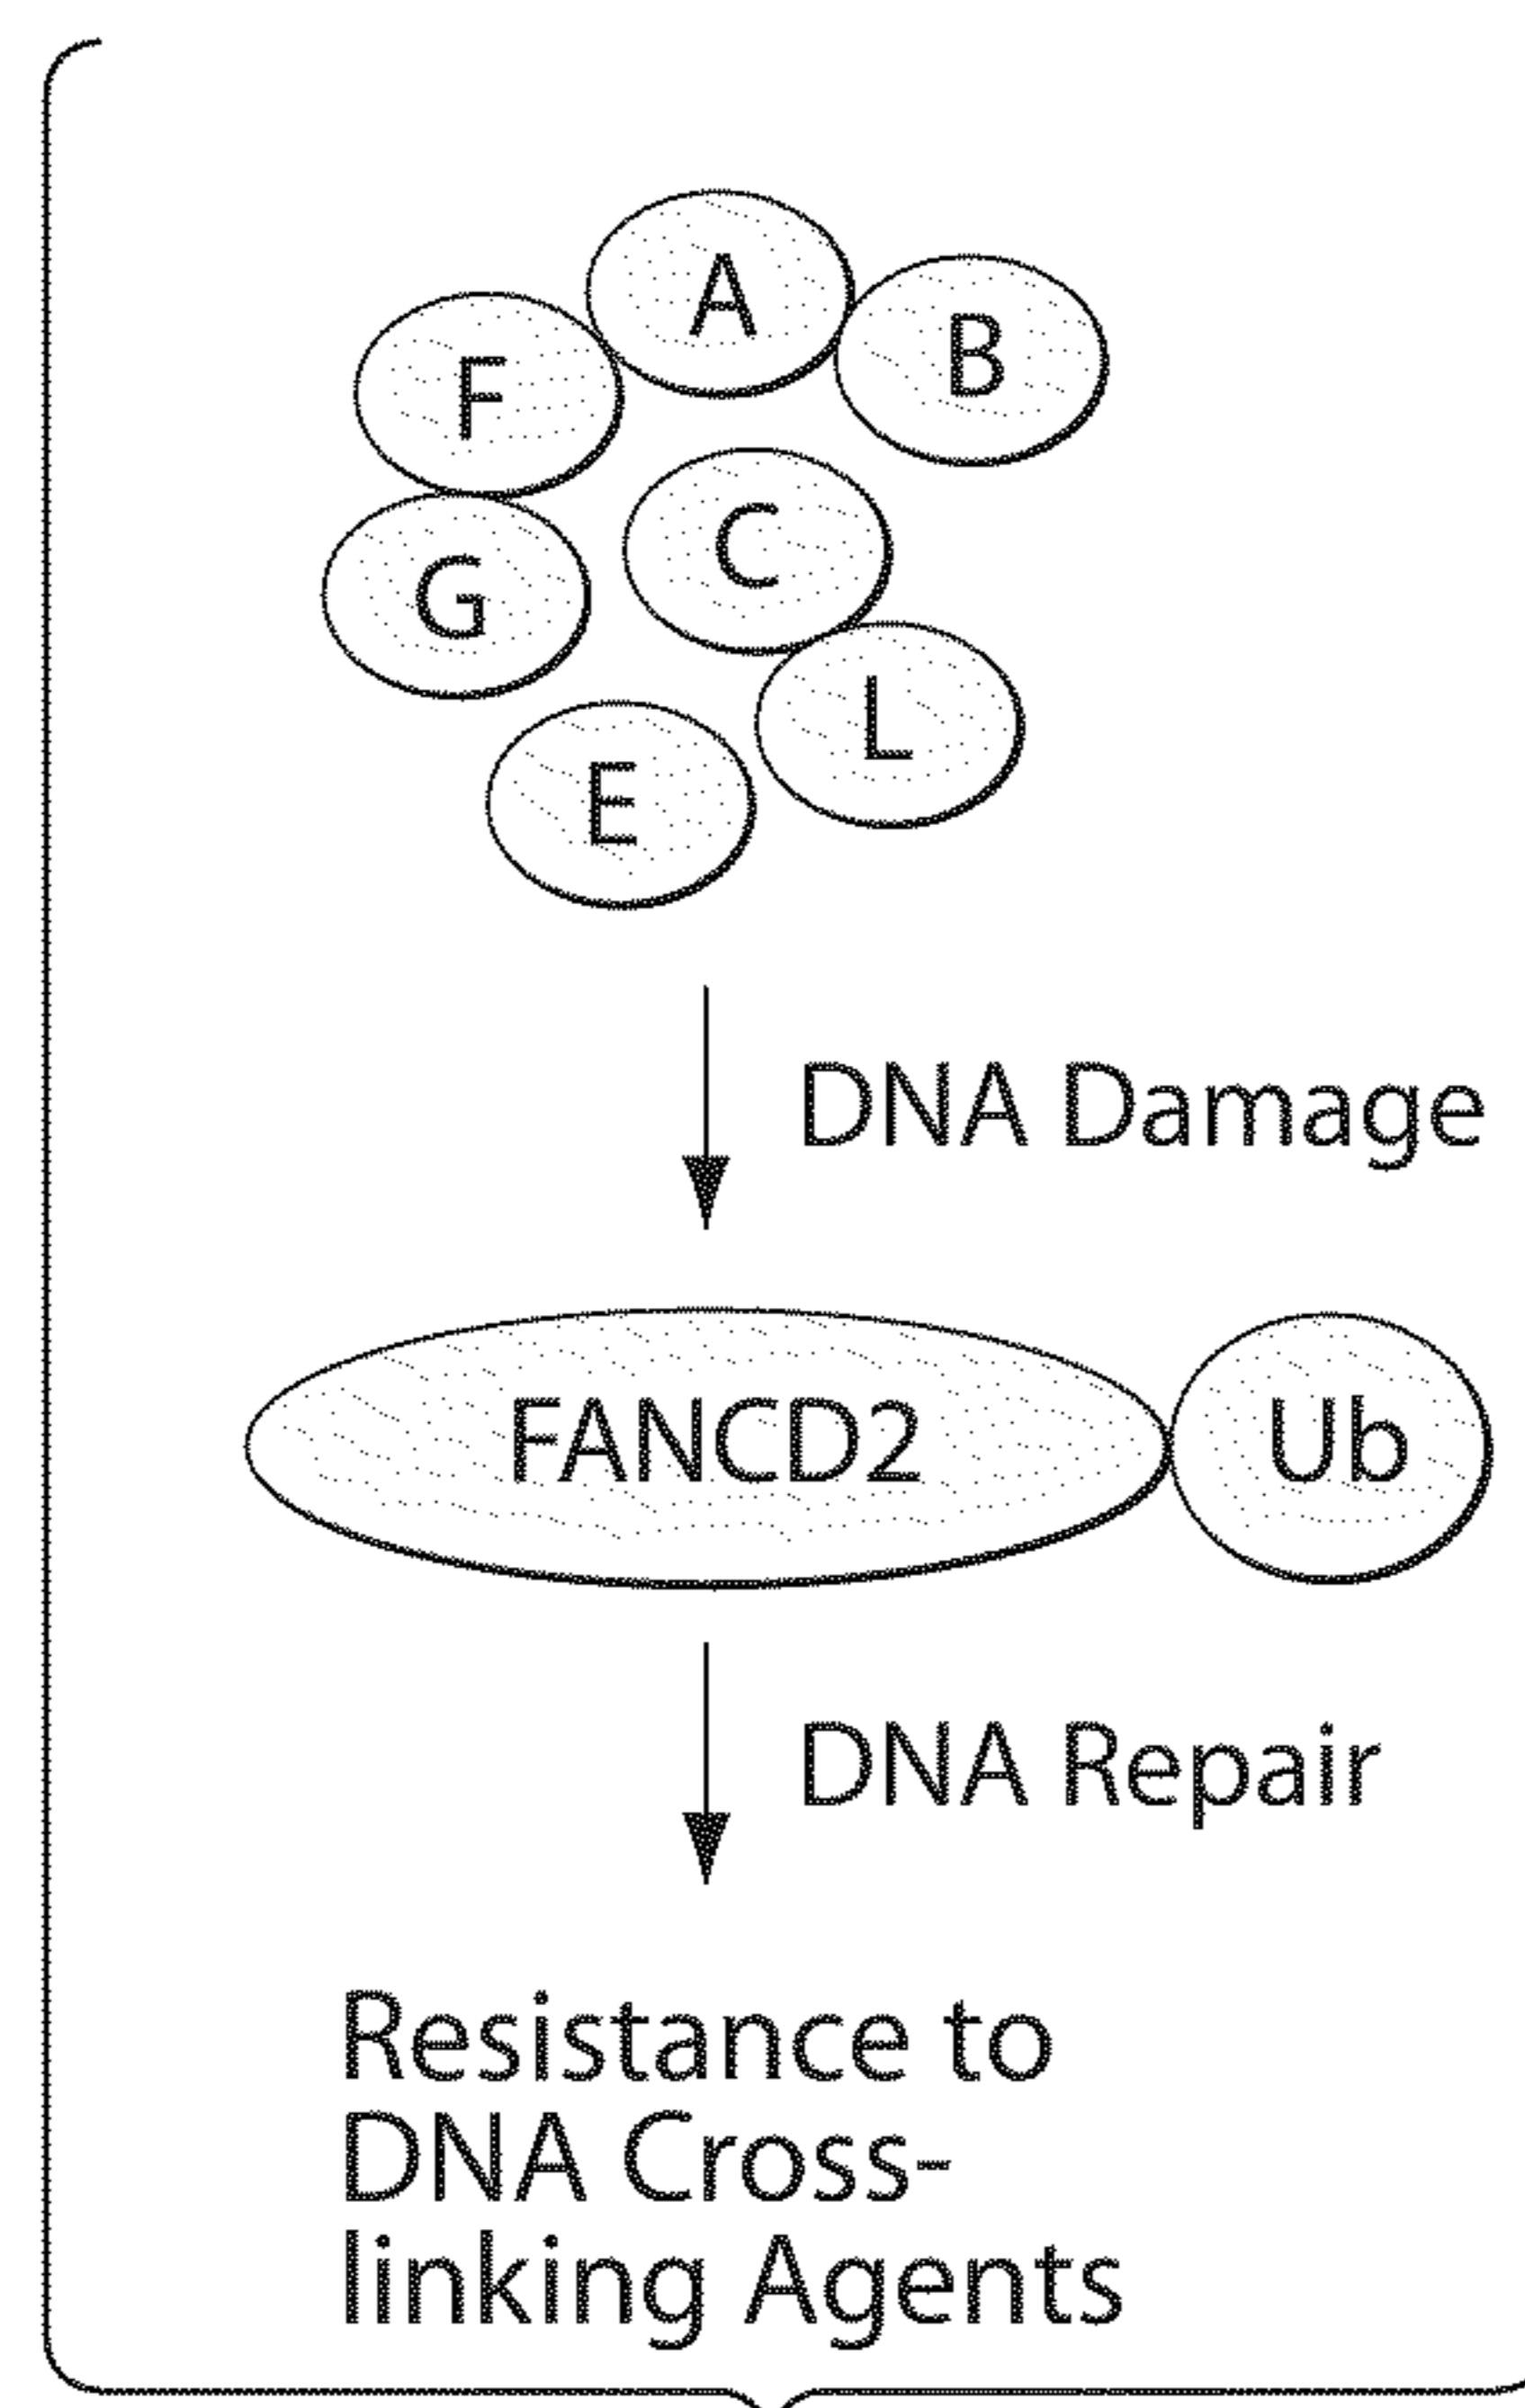 A
B
F
C
G
L
E
DNA Damage
FANCD2 Ub
DNA Repair
Resistance to
DNA Cross-
linking Agents